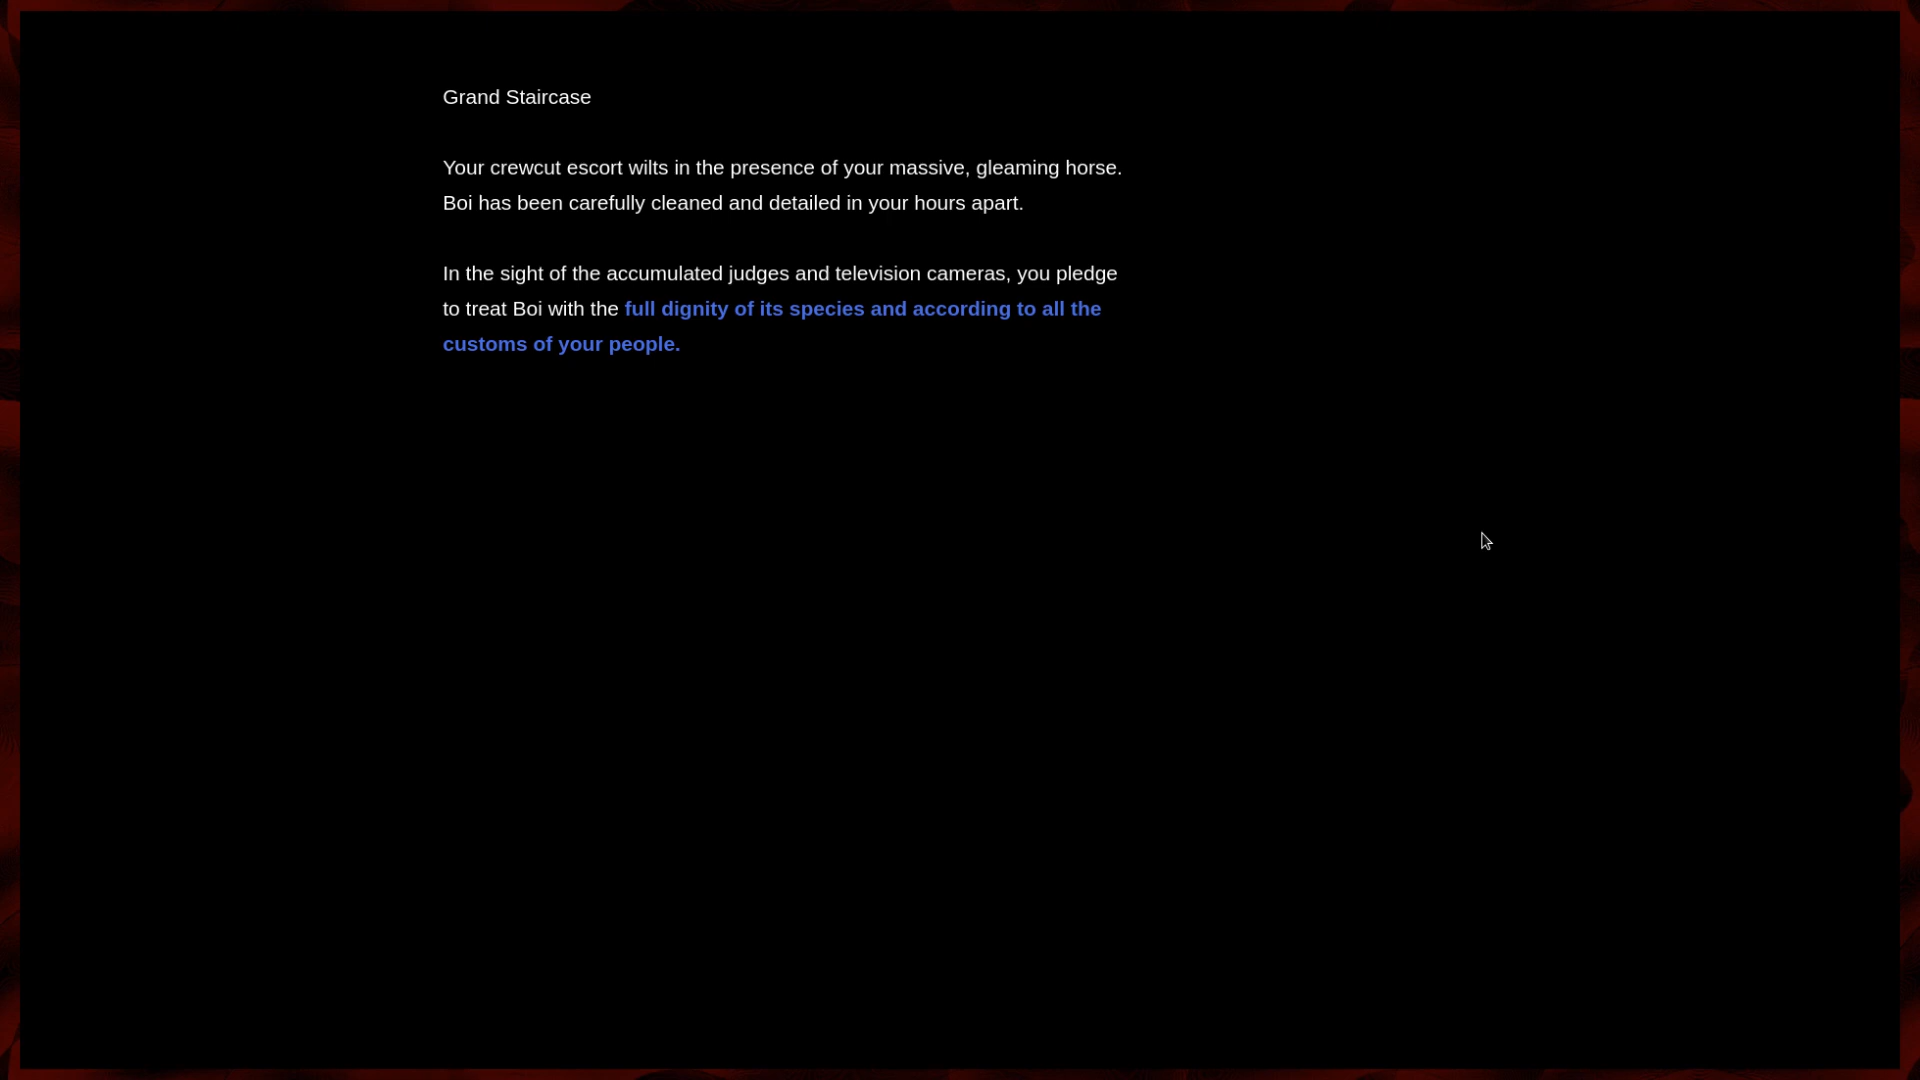 Grand Staircase
Your crewcut escort wilts in the presence of your massive, gleaming horse.
Boi has been carefully cleaned and detailed in your hours apart.
In the sight of the accumulated judges and television cameras, you pledge
to treat Boi with the full dignity of its species and according to all the
customs of your people.